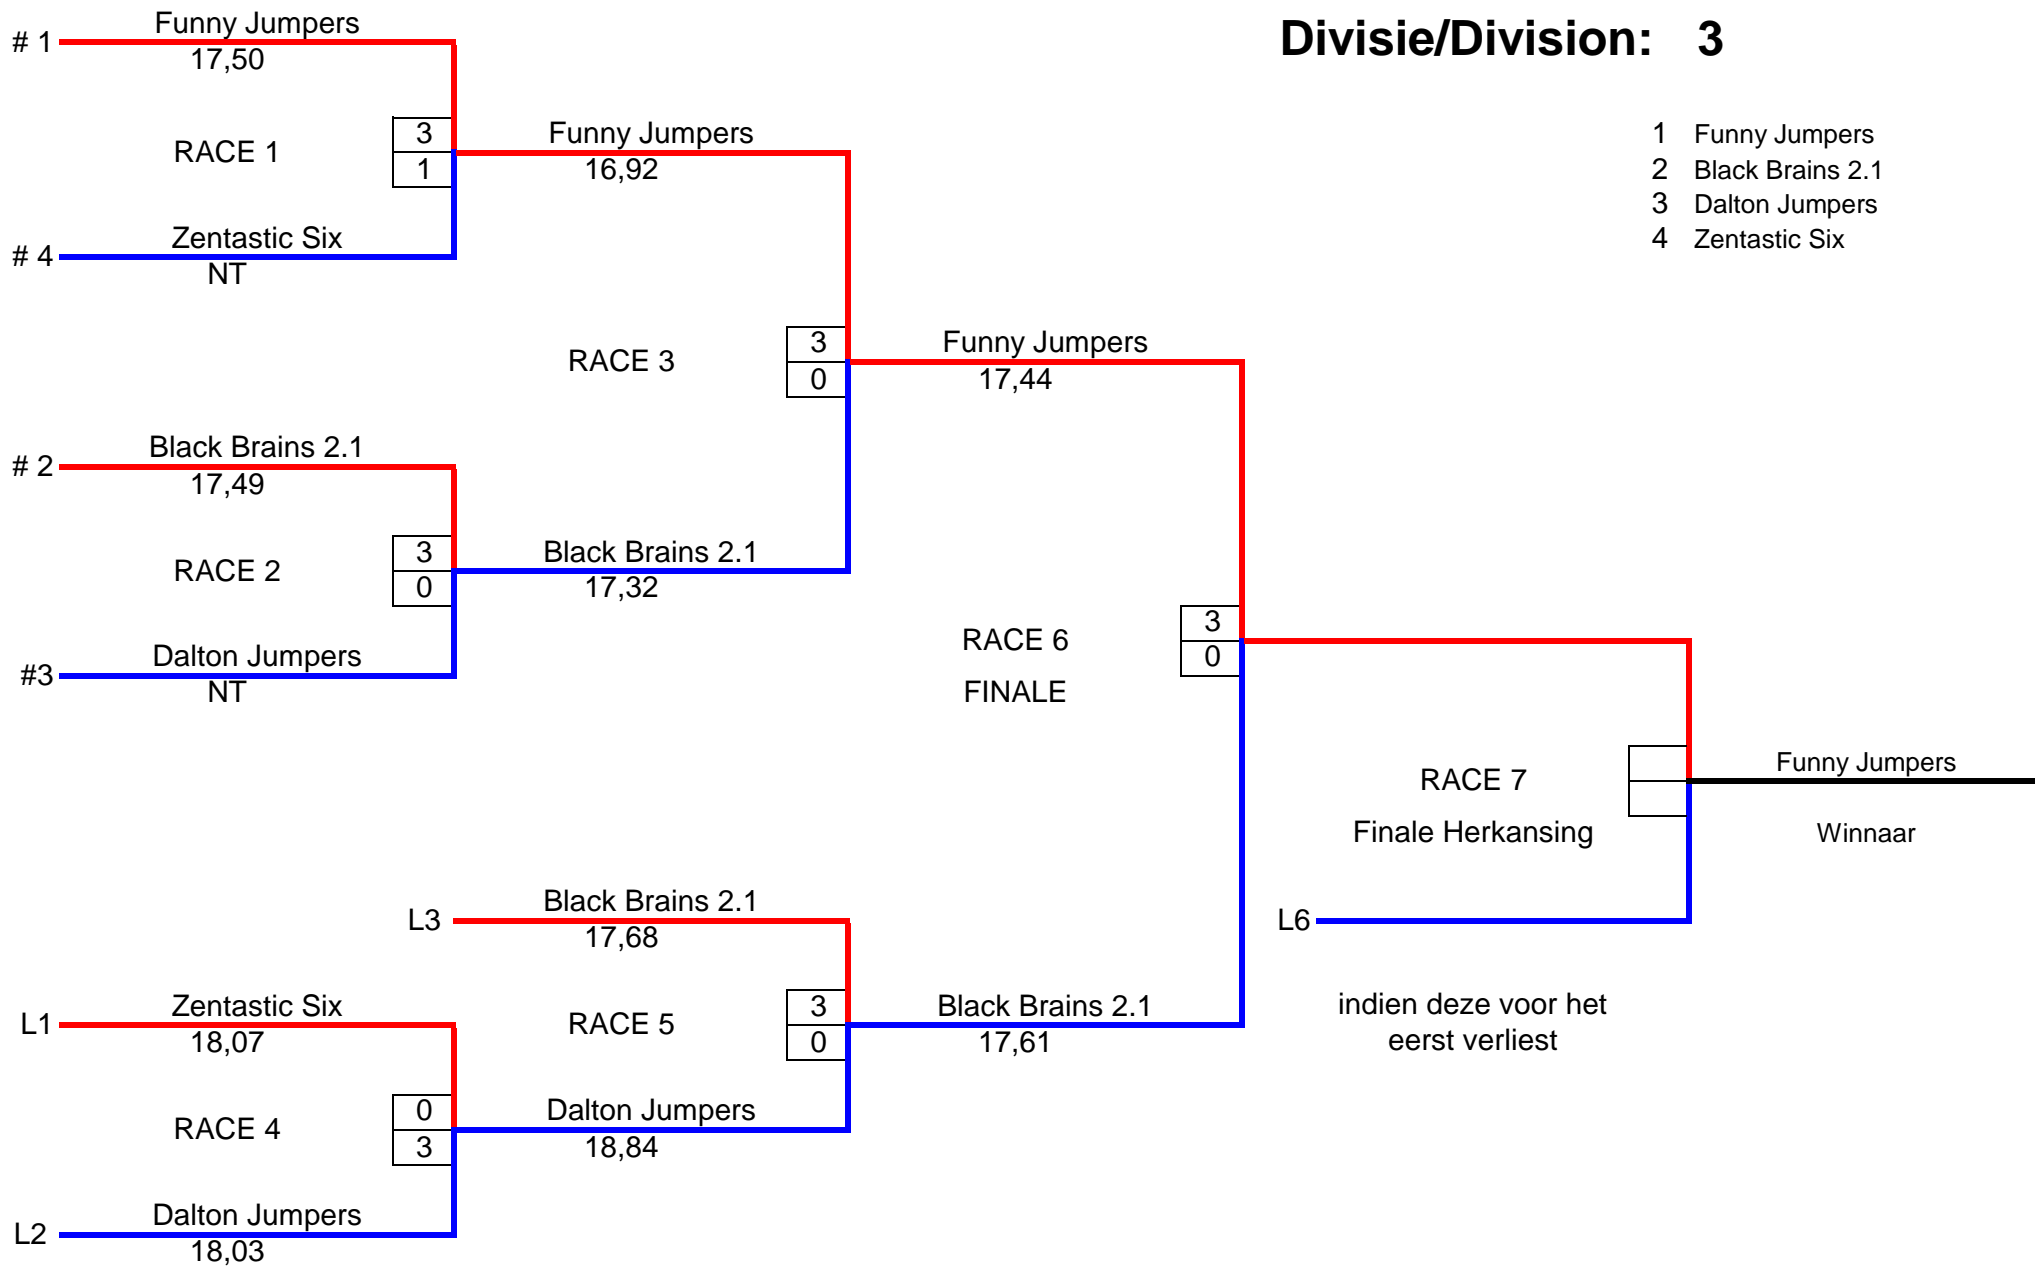 Divisie/Division: 3
1 Funny Jumpers
2 Black Brains 2.1
3 Dalton Jumpers
4 Zentastic Six
# 1
Funny Jumpers
17,50
RACE 1
3
1
# 4
Zentastic Six
NT
Funny Jumpers
16,92
RACE 3
3
0
# 2
Black Brains 2.1
17,49
RACE 2
3
0
#3
Dalton Jumpers
NT
Black Brains 2.1
17,32
Funny Jumpers
17,44
RACE 6
FINALE
3
0
RACE 7
Finale Herkansing
Funny Jumpers
Winnaar
L6
indien deze voor het
eerst verliest
L3
Black Brains 2.1
17,68
RACE 5
3
0
Black Brains 2.1
17,61
L1
Zentastic Six
18,07
RACE 4
0
3
Dalton Jumpers
18,84
L2
Dalton Jumpers
18,03